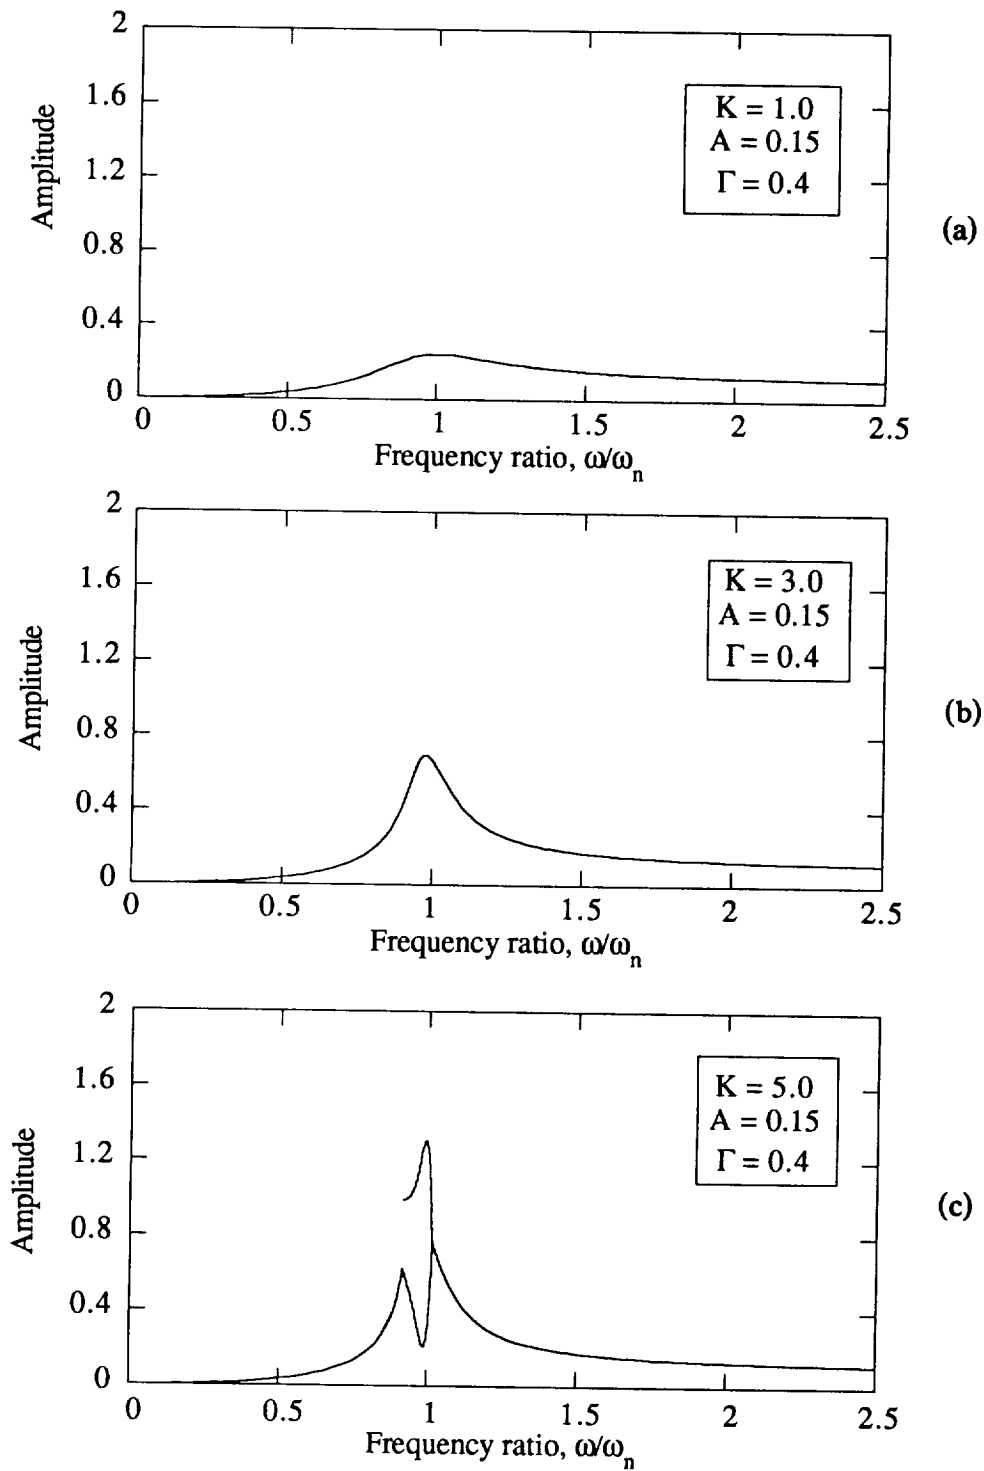 2
1.6
1.2
0.8
0.4
0
Amplitude
K = 1.0
A = 0.15
Γ = 0.4
(a)
0 0.5 1 1.5 2 2.5
Frequency ratio, ω/ωn
2
1.6
1.2
0.8
0.4
0
Amplitude
K = 3.0
A = 0.15
Γ = 0.4
(b)
0 0.5 1 1.5 2 2.5
Frequency ratio, ω/ωn
2
1.6
1.2
0.8
0.4
0
Amplitude
K = 5.0
A = 0.15
Γ = 0.4
(c)
0 0.5 1 1.5 2 2.5
Frequency ratio, ω/ωn